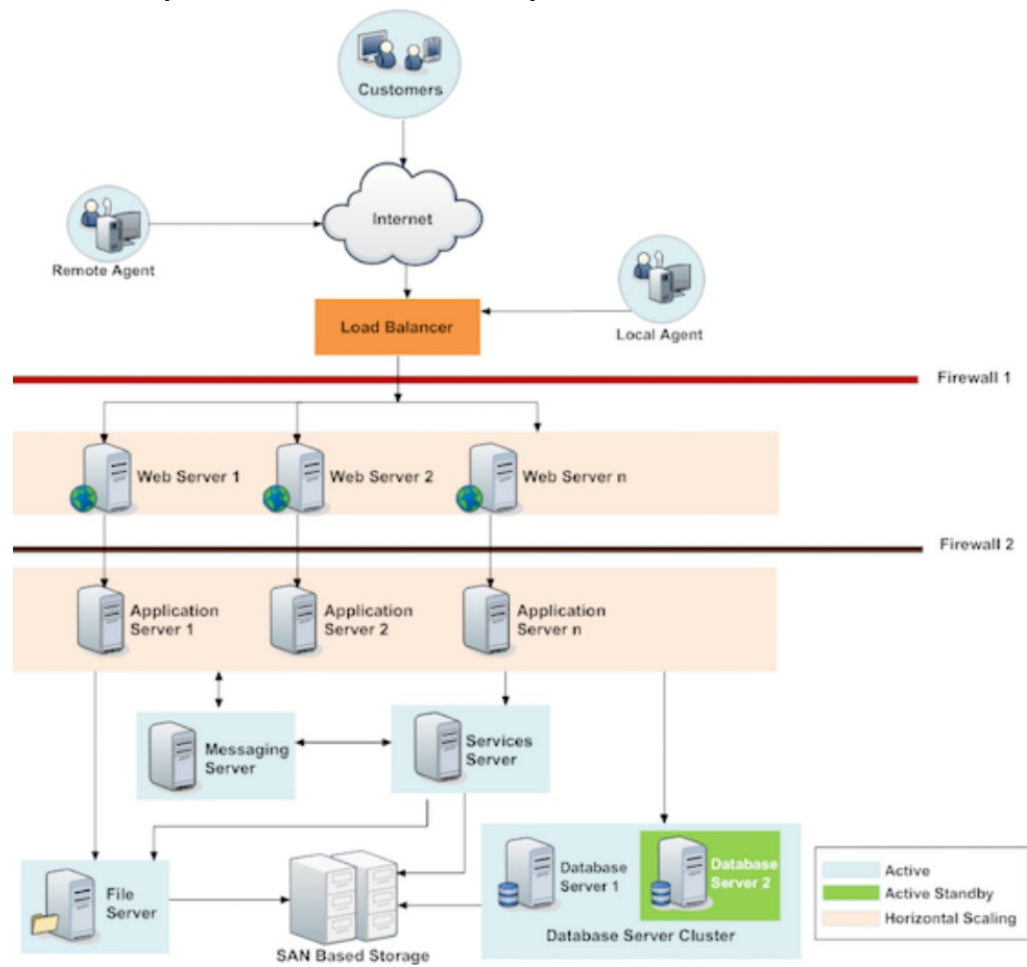 Customers
Internet
Remote Agent
Load Balancer
Local Agent
Firewall 1
Web Server 1
Web Server 2
Web Server n
Firewall 2
Application
Server 1
Application
Server 2
Application
Server n
Messaging
Server
Services
Server
File
Server
SAN Based Storage
Database
Server 1
Database
Server 2
Database Server Cluster
Active
Active Standby
Horizontal Scaling